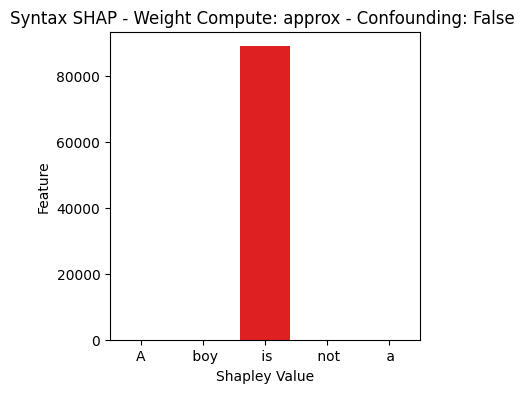 Syntax SHAP - Weight Compute: approx - Confounding: False
80000
60000
40000
20000
0
Feature
A boy is not a
Shapley Value